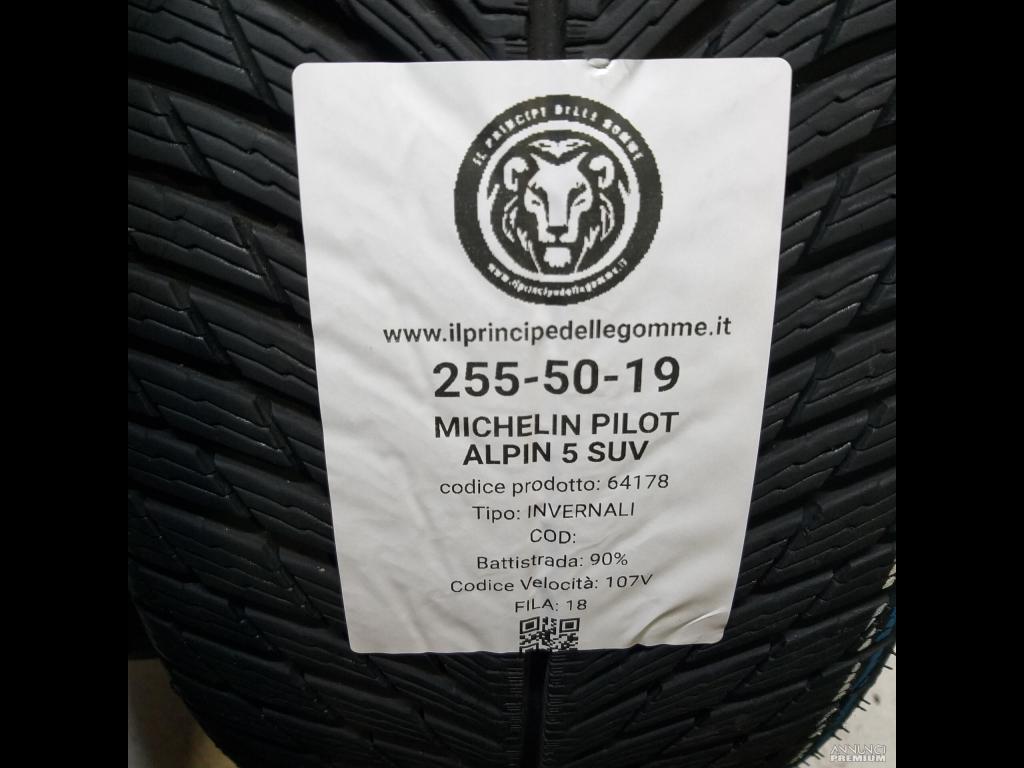 IL PRINCIPE DELLE GOMME
www.ilprincipedellegomme.it
www.ilprincipedellegomme.it
255-50-19
MICHELIN PILOT
ALPIN 5 SUV
codice prodotto: 64178
Tipo: INVERNALI
COD:
Battistrada: 90%
Codice Velocità: 107V
FILA: 18
ANNUNCI
PREMIUM